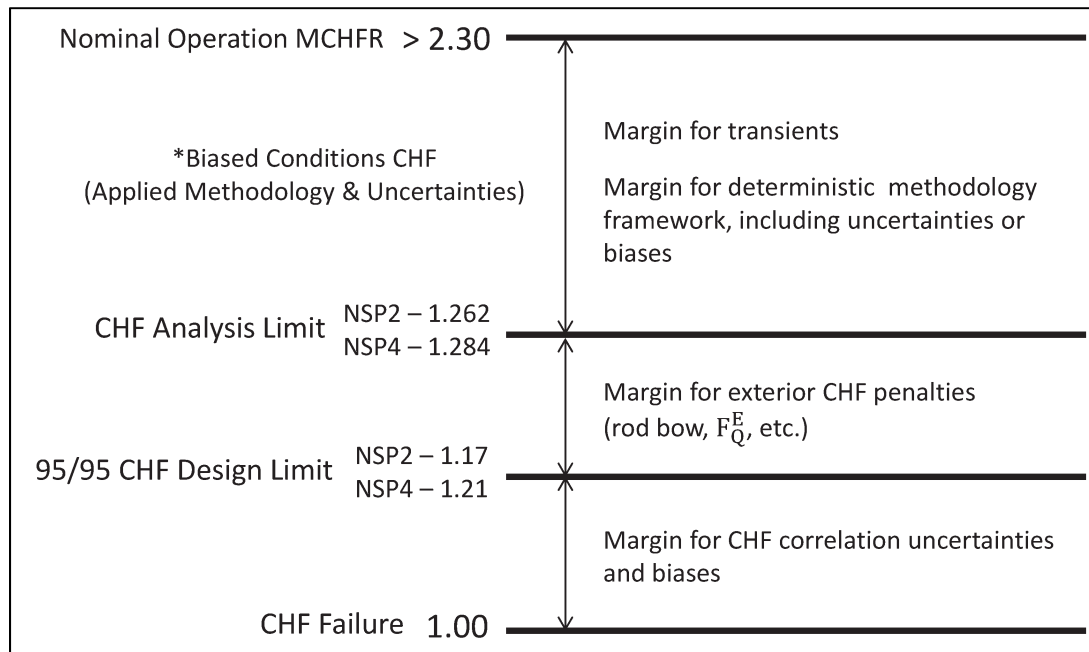 Nominal Operation MCHFR > 2.30
Margin for transients
*Biased Conditions CHF
(Applied Methodology & Uncertainties)
Margin for deterministic methodology
framework, including uncertainties or
biases
CHF Analysis Limit
NSP2 – 1.262
NSP4 – 1.284
Margin for exterior CHF penalties
(rod bow, F_Q^E, etc.)
95/95 CHF Design Limit
NSP2 – 1.17
NSP4 – 1.21
Margin for CHF correlation uncertainties
and biases
CHF Failure 1.00